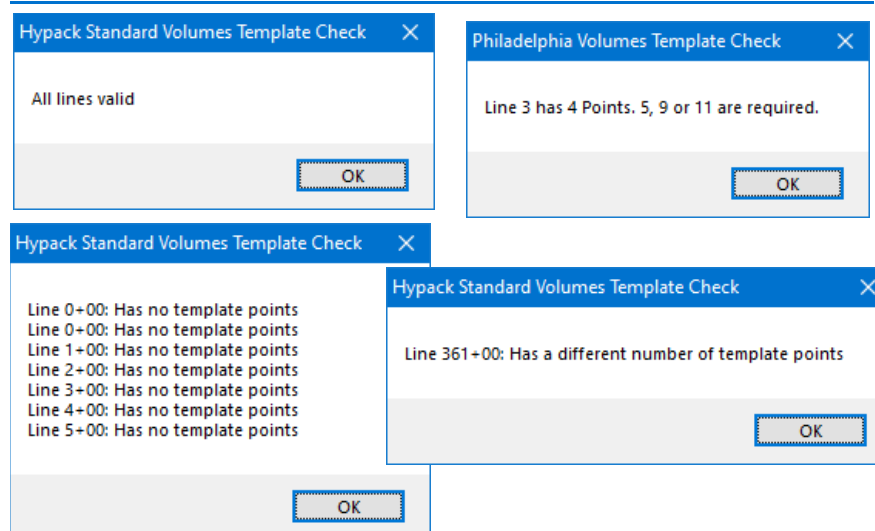 Hypack Standard Volumes Template Check
All lines valid
OK
Philadelphia Volumes Template Check
Line 3 has 4 Points. 5, 9 or 11 are required.
OK
Hypack Standard Volumes Template Check
Line 0+00: Has no template points
Line 0+00: Has no template points
Line 1+00: Has no template points
Line 2+00: Has no template points
Line 3+00: Has no template points
Line 4+00: Has no template points
Line 5+00: Has no template points
OK
Hypack Standard Volumes Template Check
Line 361+00: Has a different number of template points
OK